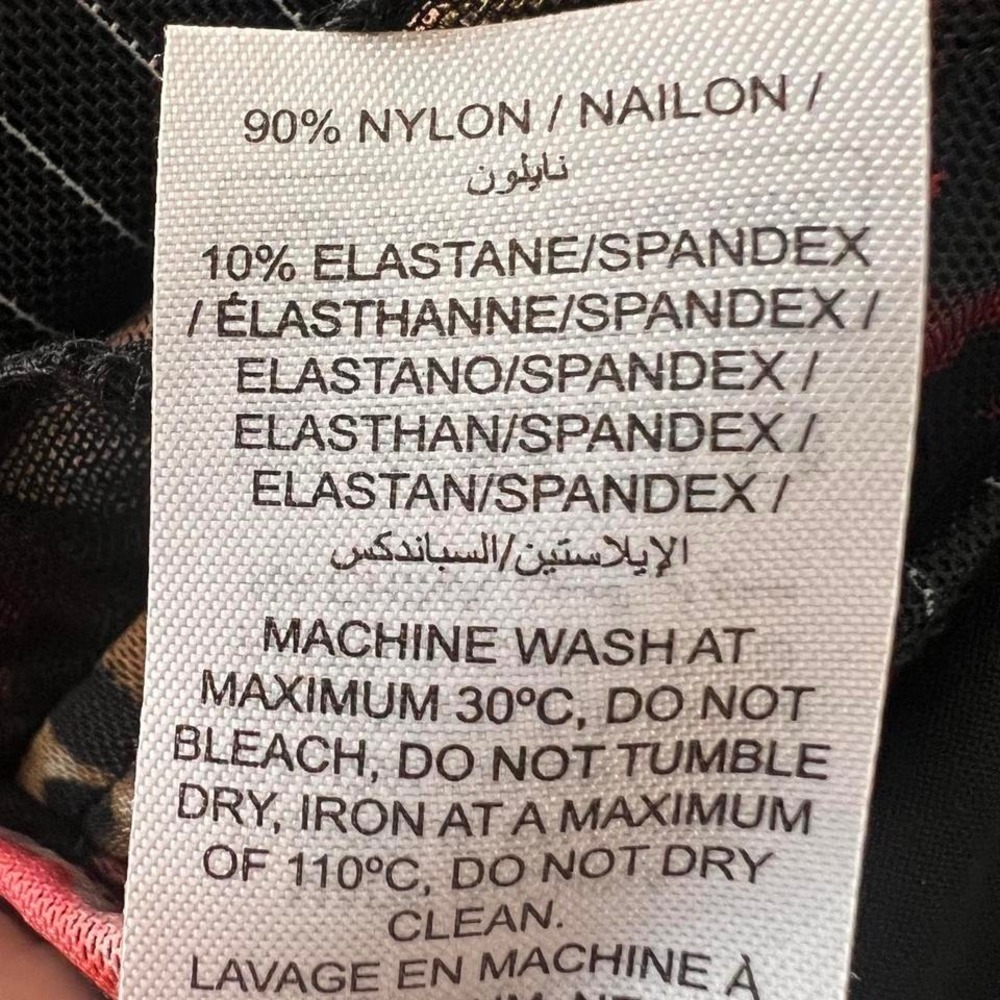 90% NYLON / NAILON /
نايلون
10% ELASTANE/SPANDEX
/ ÉLASTHANNE/SPANDEX /
ELASTANO/SPANDEX /
ELASTHAN/SPANDEX /
ELASTAN/SPANDEX /
الإيلاستين/السباندكس
MACHINE WASH AT
MAXIMUM 30ºC, DO NOT
BLEACH, DO NOT TUMBLE
DRY, IRON AT A MAXIMUM
OF 110ºC, DO NOT DRY
CLEAN.
LAVAGE EN MACHINE À